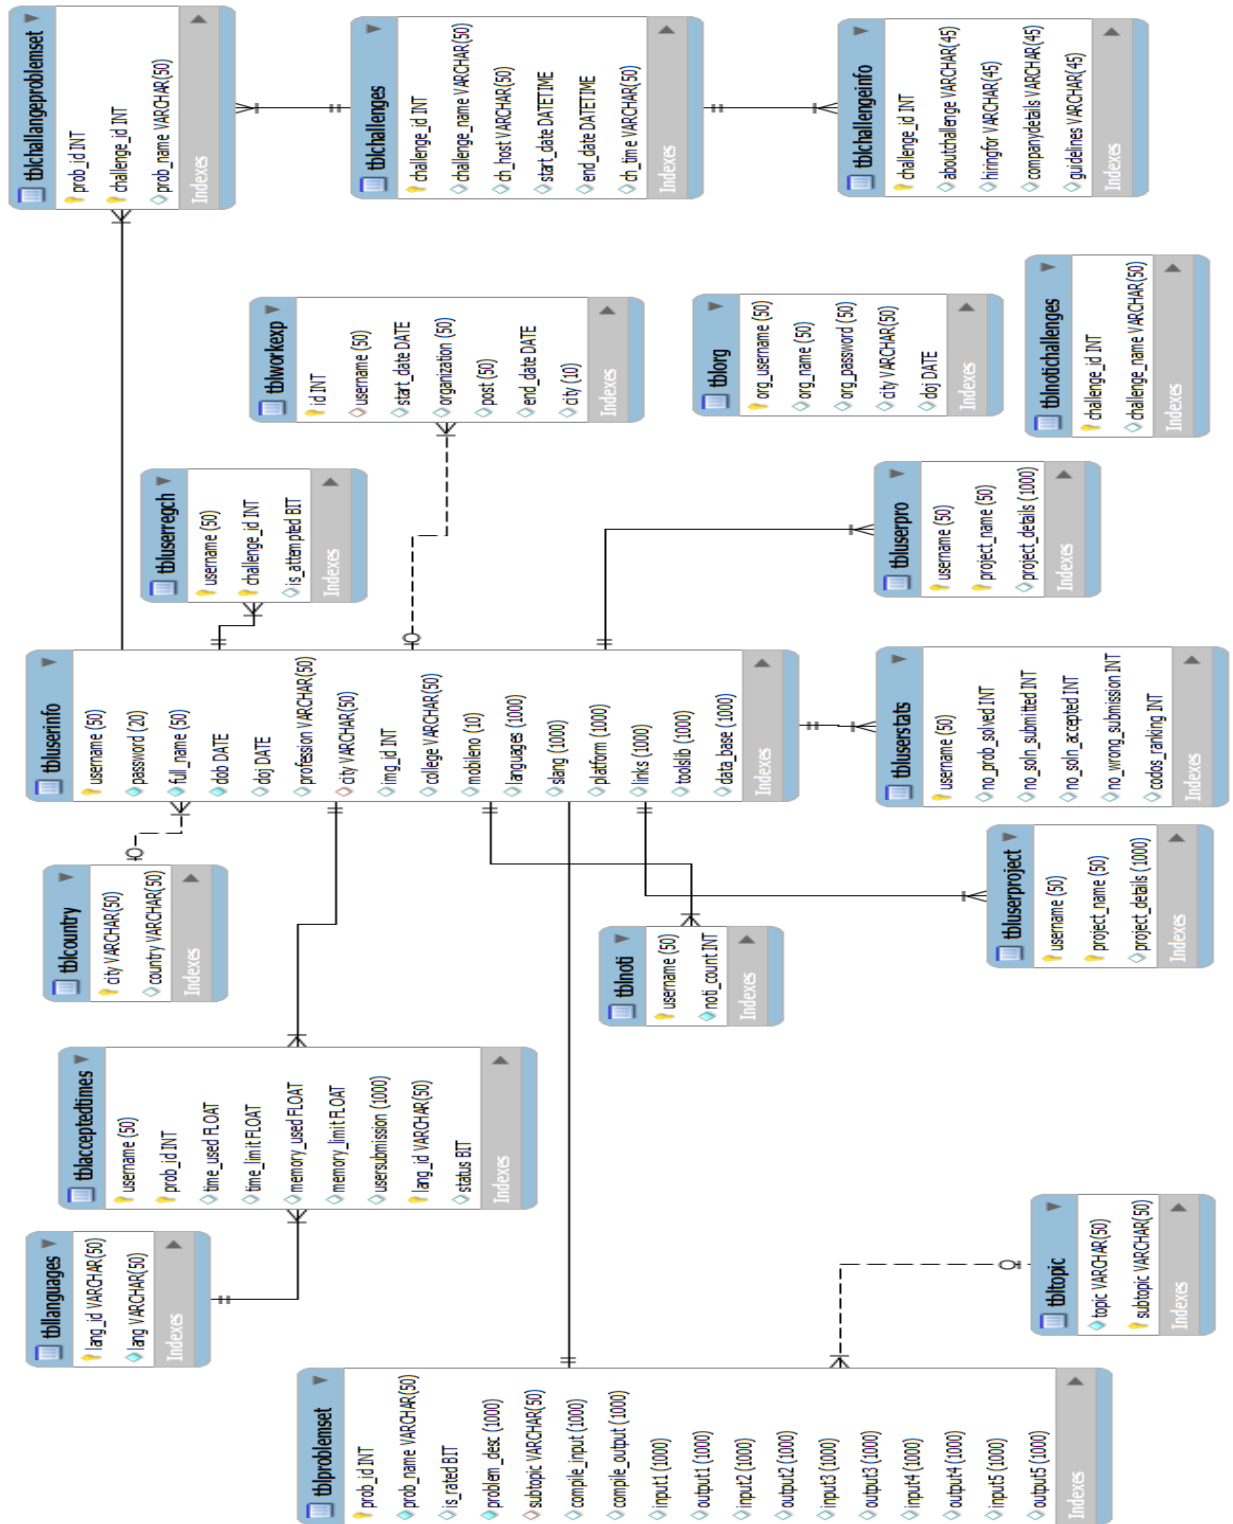 tbllanguages
lang_id VARCHAR(50)
lang VARCHAR(50)
Indexes
tblacceptedtimes
username (50)
prob_id INT
time_used FLOAT
time_limit FLOAT
memory_used FLOAT
memory_limit FLOAT
usersubmission (1000)
lang_id VARCHAR(50)
status BIT
Indexes
tblcountry
city VARCHAR(50)
country VARCHAR(50)
Indexes
tbluserinfo
username (50)
password (20)
full_name (50)
dob DATE
doj DATE
profession VARCHAR(50)
city VARCHAR(50)
img_id INT
college VARCHAR(50)
mobileno (10)
languages (1000)
slang (1000)
platform (1000)
links (1000)
toolslib (1000)
data_base (1000)
Indexes
tblchallangeproblemset
prob_id INT
challenge_id INT
prob_name VARCHAR(50)
Indexes
tbluserregch
username (50)
challenge_id INT
is_attempted BIT
Indexes
tblworkexp
id INT
username (50)
start_date DATE
organization (50)
post (50)
end_date DATE
city (10)
Indexes
tblproblemset
prob_id INT
prob_name VARCHAR(50)
is_rated BIT
problem_desc (1000)
subtopic VARCHAR(50)
compile_input (1000)
compile_output (1000)
input1 (1000)
output1 (1000)
input2 (1000)
output2 (1000)
input3 (1000)
output3 (1000)
input4 (1000)
output4 (1000)
input5 (1000)
output5 (1000)
Indexes
tblchallenges
challenge_id INT
challenge_name VARCHAR(50)
ch_host VARCHAR(50)
start_date DATETIME
end_date DATETIME
ch_time VARCHAR(50)
Indexes
tblnoti
username (50)
noti_count INT
Indexes
tblorg
org_username (50)
org_name (50)
org_password (50)
city VARCHAR(50)
doj DATE
Indexes
tblchallengeinfo
challenge_id INT
aboutchallenge VARCHAR(45)
hiringfor VARCHAR(45)
companydetails VARCHAR(45)
guidelines VARCHAR(45)
Indexes
tbluserstats
username (50)
no_prob_solved INT
no_soln_submitted INT
no_soln_accepted INT
no_wrong_submission INT
codos_ranking INT
Indexes
tbluserpro
username (50)
project_name (50)
project_details (1000)
Indexes
tbluserproject
username (50)
project_name (50)
project_details (1000)
Indexes
tbltopic
topic VARCHAR(50)
subtopic VARCHAR(50)
Indexes
tblnotichallenges
challenge_id INT
challenge_name VARCHAR(50)
Indexes